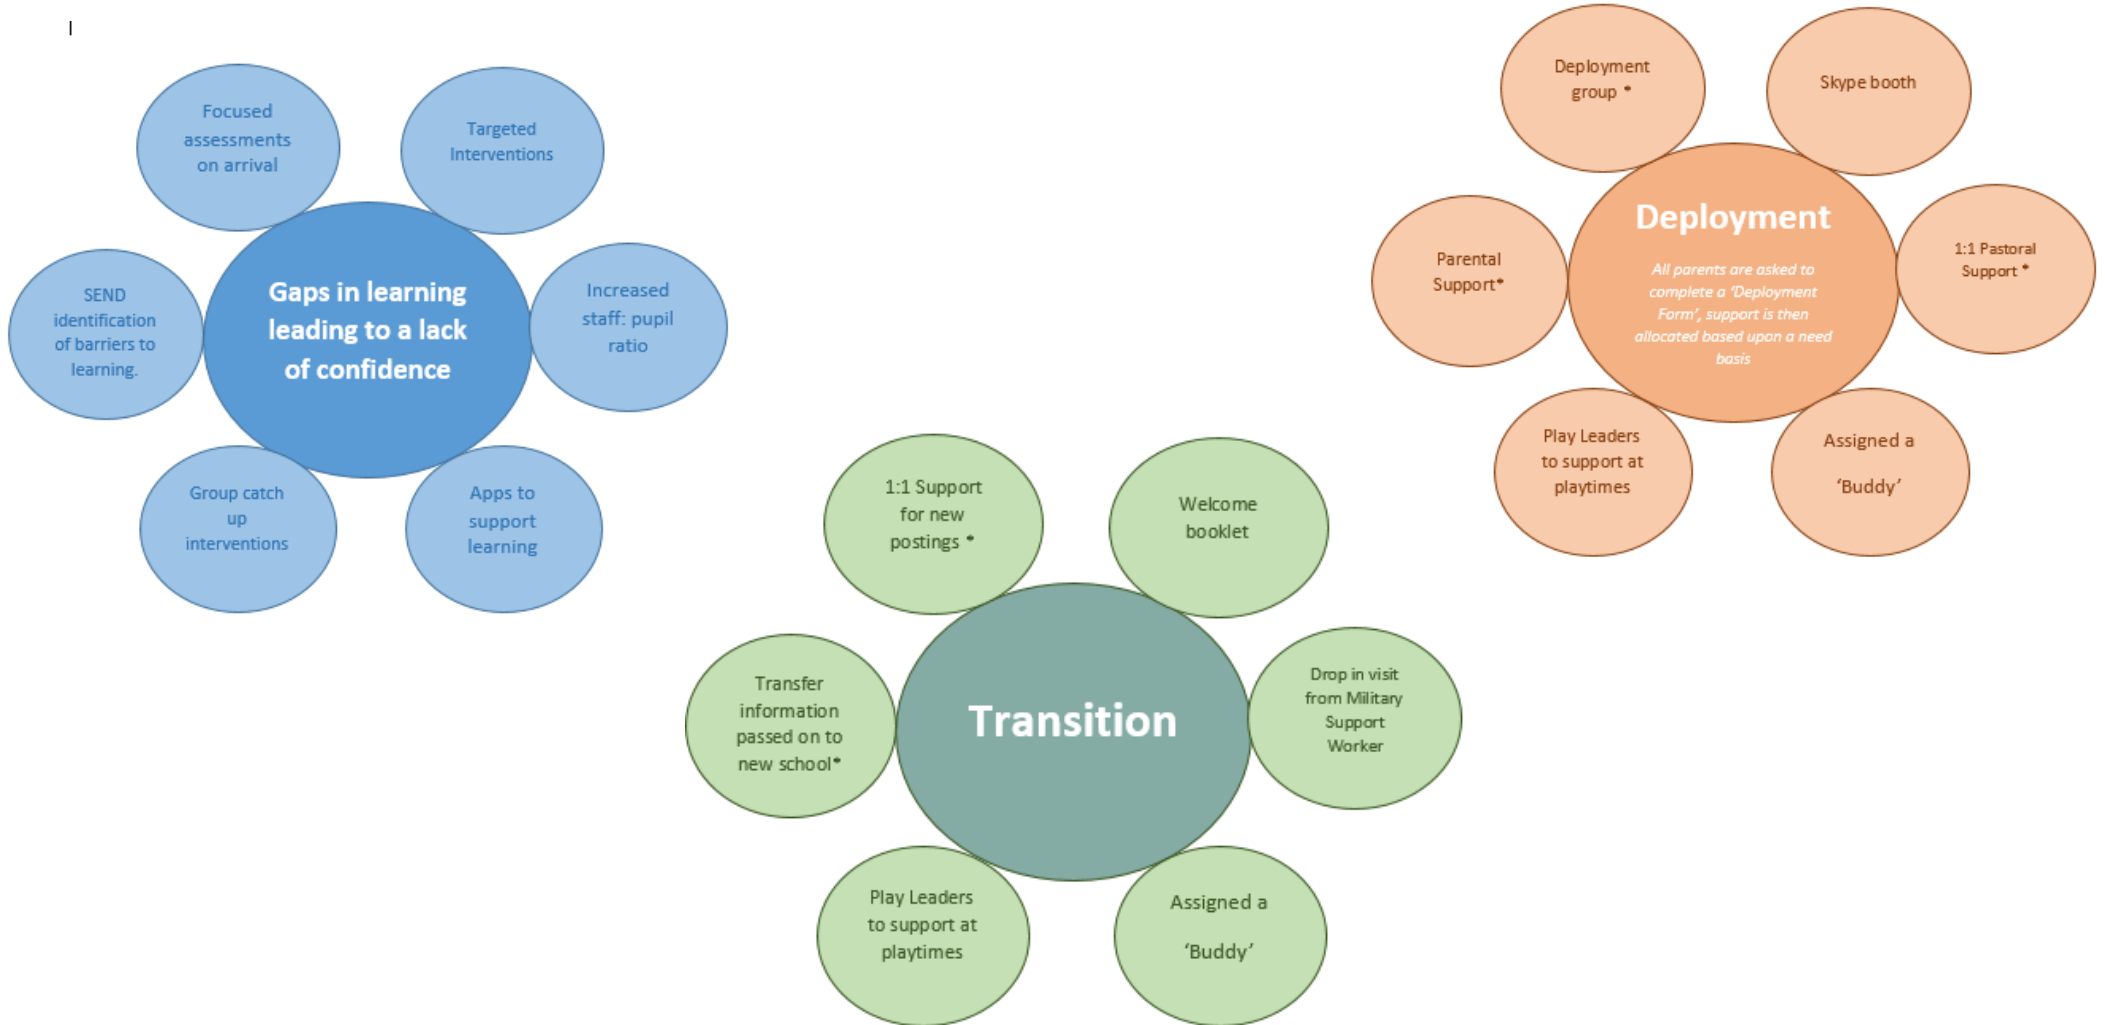 Focused
assessments
on arrival
Targeted
Interventions
SEND
identification
of barriers to
learning.
Gaps in learning
leading to a lack
of confidence
Increased
staff: pupil
ratio
Group catch
up
interventions
Apps to
support
learning
Deployment
group *
Skype booth
Parental
Support*
Deployment
All parents are asked to
complete a ‘Deployment
Form’, support is then
allocated based upon a need
basis
1:1 Pastoral
Support *
Play Leaders
to support at
playtimes
Assigned a
‘Buddy’
1:1 Support
for new
postings *
Welcome
booklet
Transfer
information
passed on to
new school*
Transition
Drop in visit
from Military
Support
Worker
Play Leaders
to support at
playtimes
Assigned a
‘Buddy’